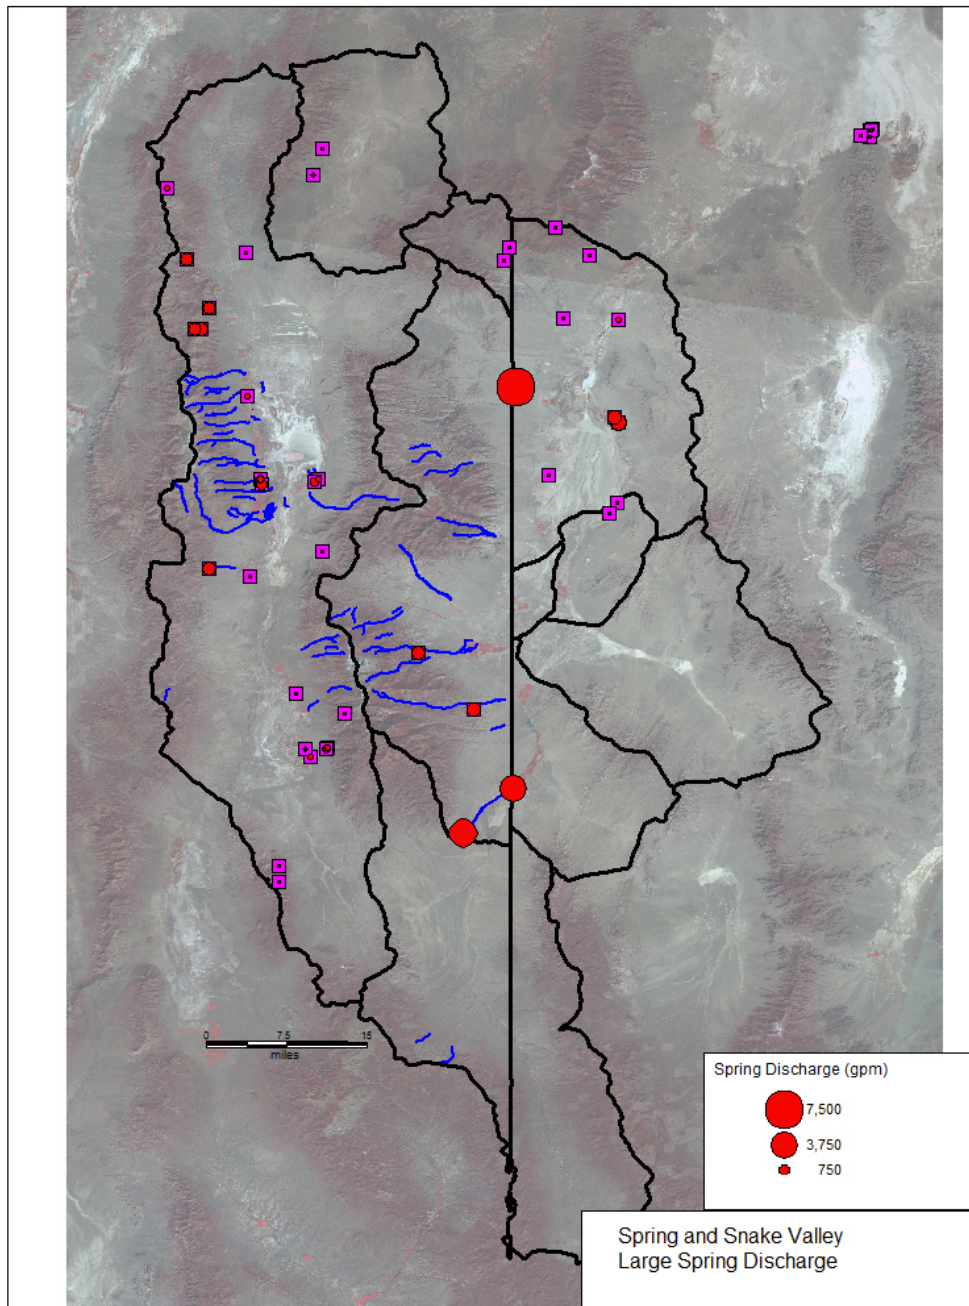 0 7.5 15
miles
Spring Discharge (gpm)
7,500
3,750
750
Spring and Snake Valley
Large Spring Discharge